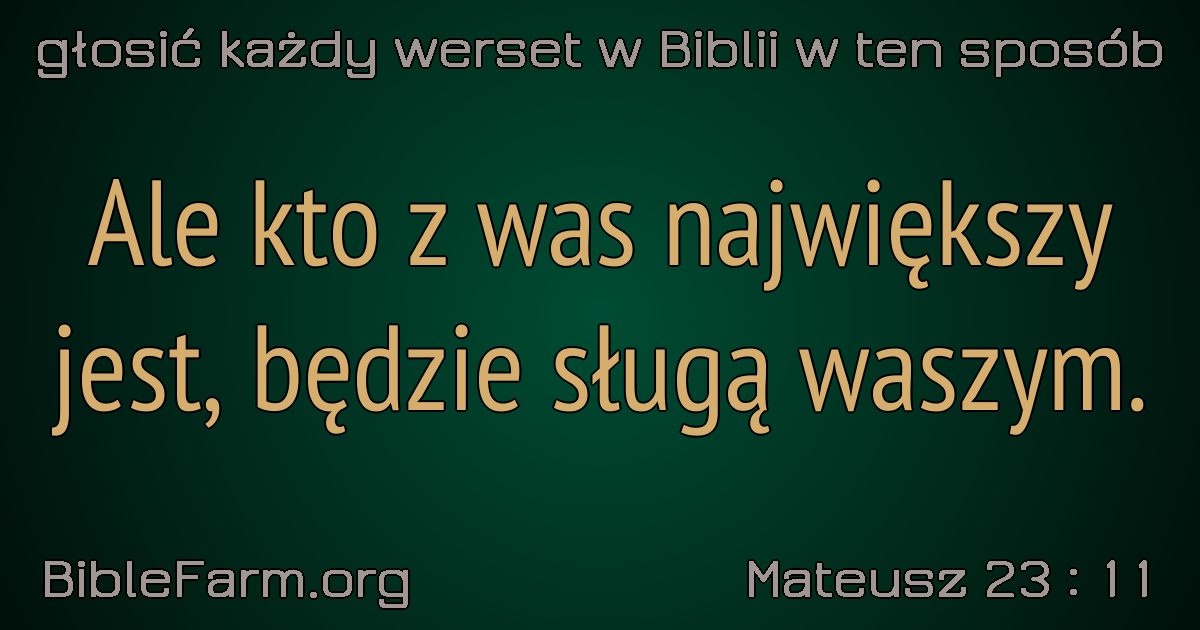 głosić każdy werset w Biblii w ten sposób
Ale kto z was największy
jest, będzie sługą waszym.
BibleFarm.org
Mateusz 23 : 11